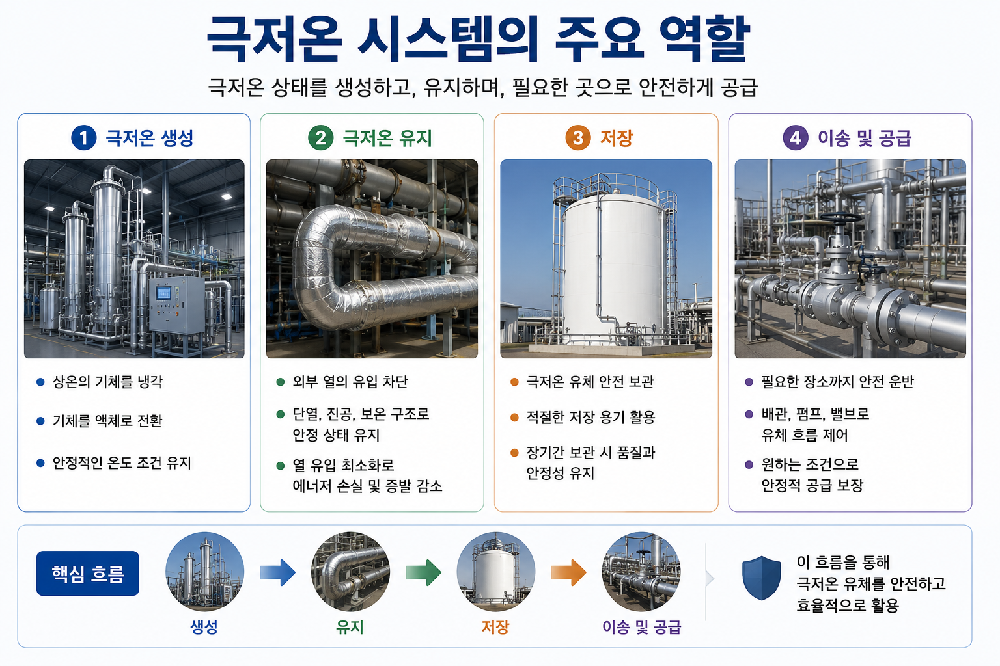 극저온 시스템의 주요 역할
극저온 상태를 생성하고, 유지하며, 필요한 곳으로 안전하게 공급
1 극저온 생성
상온의 기체를 냉각
기체를 액체로 전환
안정적인 온도 조건 유지
2 극저온 유지
외부 열의 유입 차단
단열, 진공, 보온 구조로
안정 상태 유지
열 유입 최소화로
에너저 손실 및 증발 감소
3 저장
극저온 유체 안전 보관
적절한 저장 용기 활용
장기간 보관 시 품질과
안정성 유지
4 이송 및 공급
필요한 장소까지 안전 운반
배관, 펌프, 밸브로
유체 흐름 제어
원하는 조건으로
안정적 공급 보장
핵심 흐름
생성
유지
저장
이송 및 공급
이 흐름을 통해
극저온 유체를 안전하고
효율적으로 활용